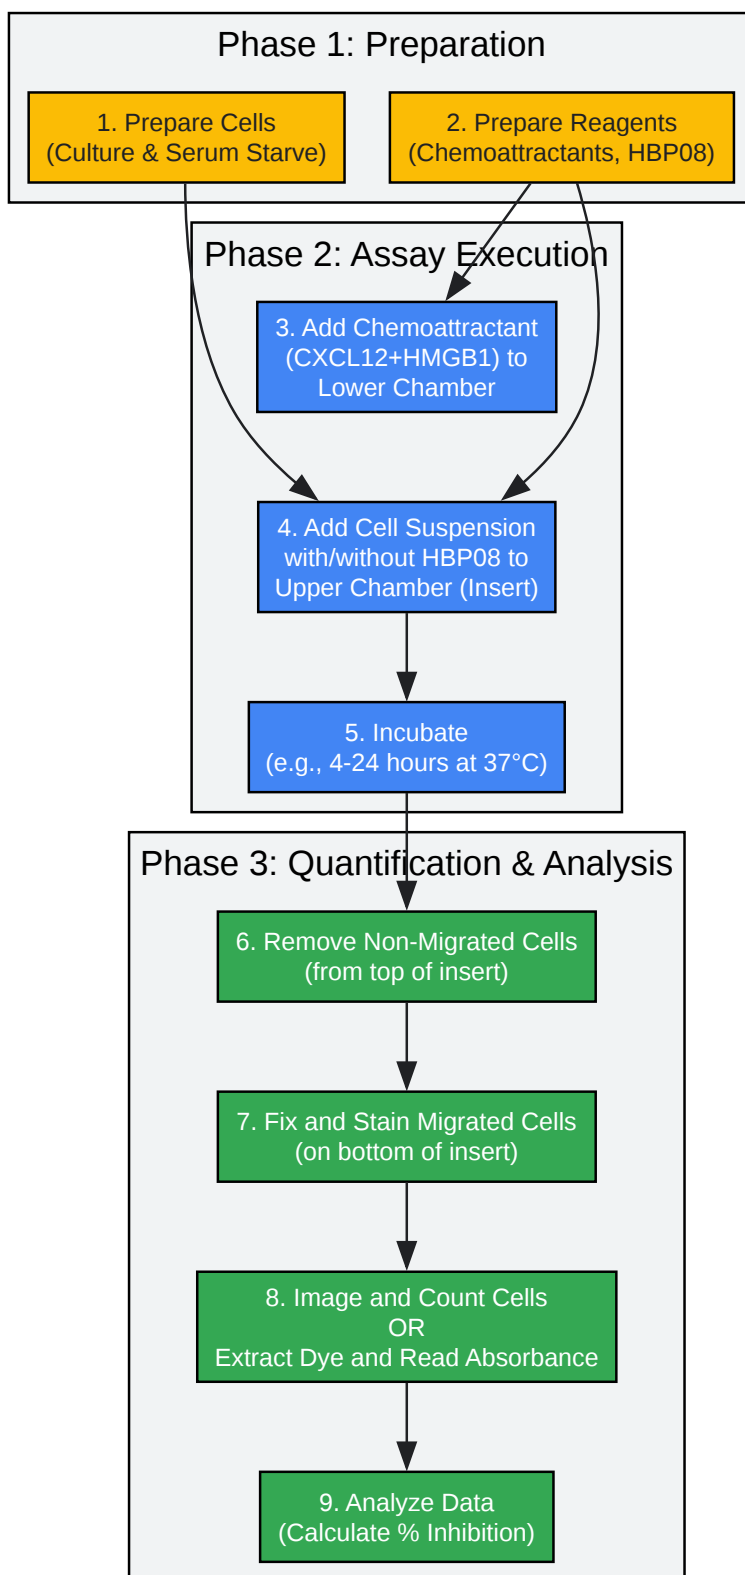 Phase 1: Preparation
1. Prepare Cells
(Culture & Serum Starve)
2. Prepare Reagents
(Chemoattractants, HBP08)
Phase 2: Assay Execution
3. Add Chemoattractant
(CXCL12+HMGB1) to
Lower Chamber
4. Add Cell Suspension
with/without HBP08 to
Upper Chamber (Insert)
5. Incubate
(e.g., 4-24 hours at 37°C)
Phase 3: Quantification & Analysis
6. Remove Non-Migrated Cells
(from top of insert)
7. Fix and Stain Migrated Cells
(on bottom of insert)
8. Image and Count Cells
OR
Extract Dye and Read Absorbance
9. Analyze Data
(Calculate % Inhibition)